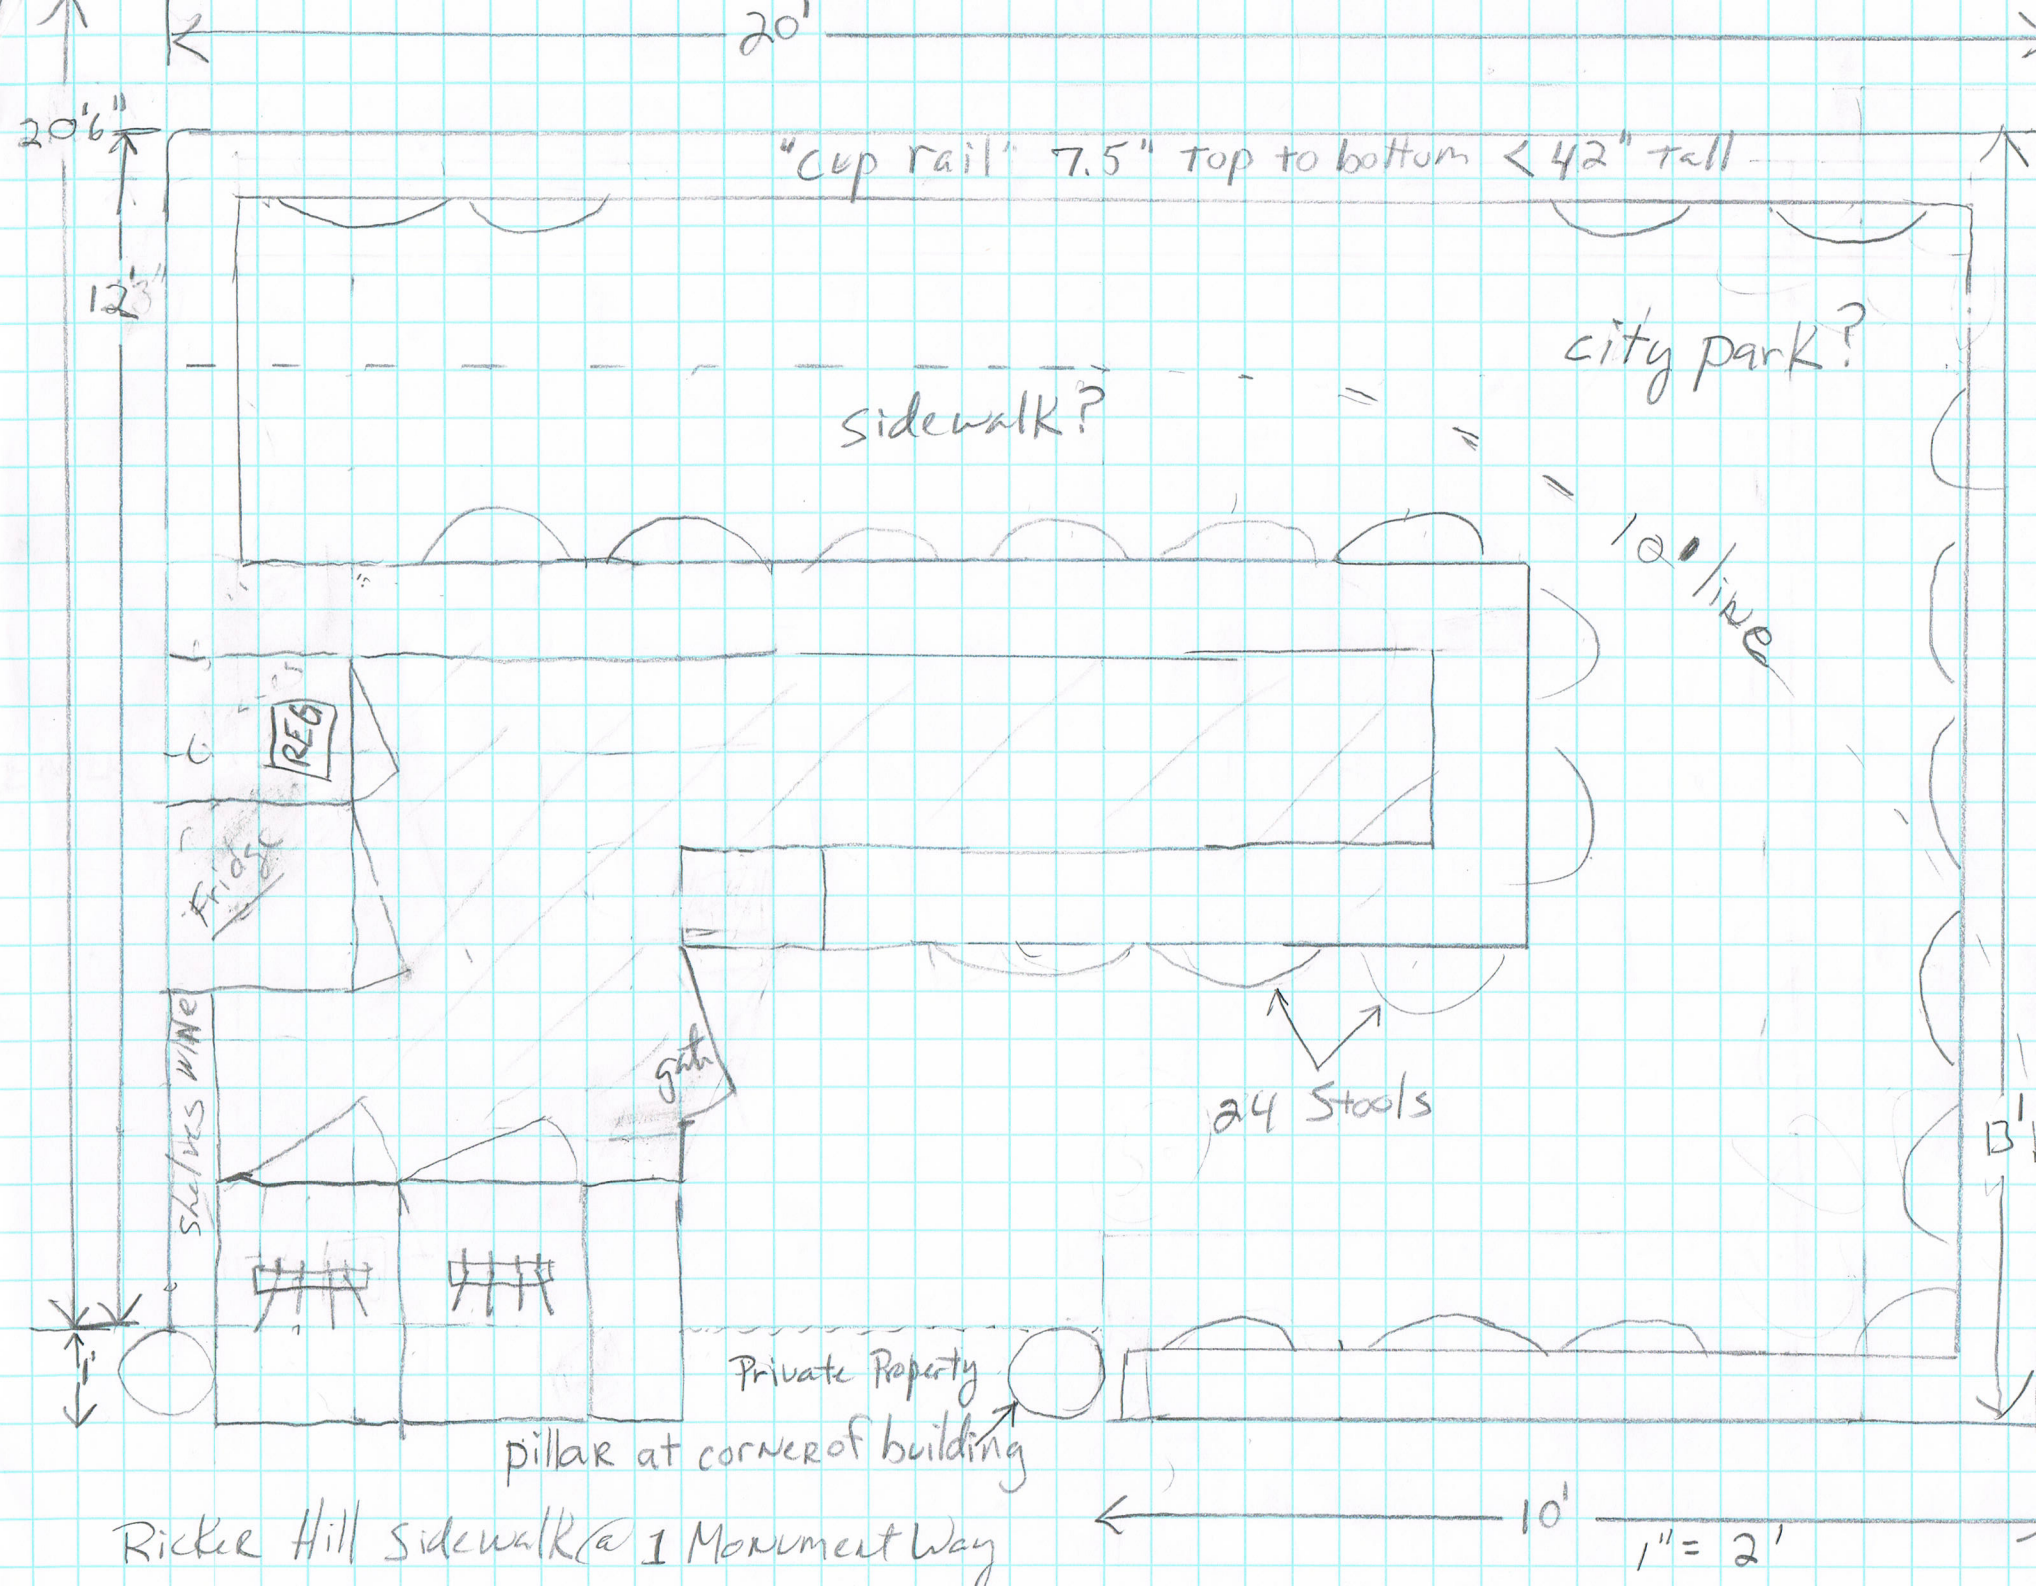 20'
20'6"
"cup rail" 7.5" Top to bottom < 42" Tall
12'3"
city park?
sidewalk?
line
REG
Fridge
Shelves WINE
gate
24 Stools
13'
1'
Private Property
pillar at corner of building
10'
1" = 2'
Ricker Hill Sidewalk @ 1 Monument Way